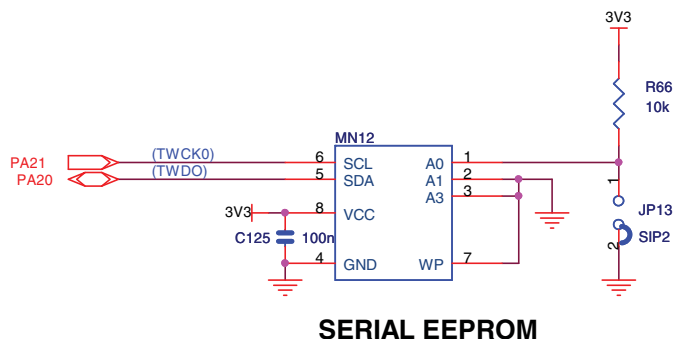 3V3
R66
10k
MN12
PA21
(TWCK0)
6
SCL
A0
1
PA20
(TWDO)
5
SDA
A1
2
A3
3
1
3V3
8
VCC
JP13
C125
100n
SIP2
2
4
GND
WP
7
SERIAL EEPROM